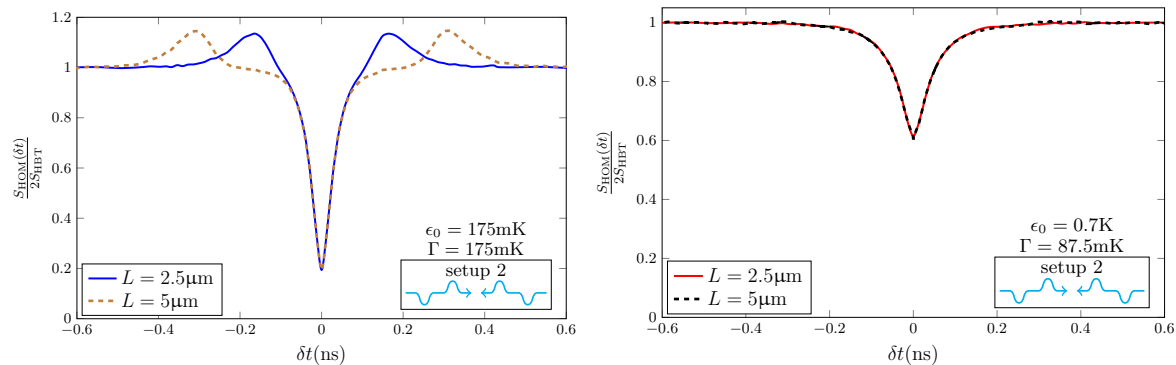 1.2
1
0.8
0.6
0.4
0.2
0
S_HOM(δt)
2S_HBT
ϵ₀ = 175mK
Γ = 175mK
L = 2.5µm
L = 5µm
setup 2
−0.6 −0.4 −0.2 0 0.2 0.4 0.6
δt(ns)
1
0.8
0.6
0.4
0.2
0
S_HOM(δt)
2S_HBT
ϵ₀ = 0.7K
Γ = 87.5mK
L = 2.5µm
L = 5µm
setup 2
−0.6 −0.4 −0.2 0 0.2 0.4 0.6
δt(ns)